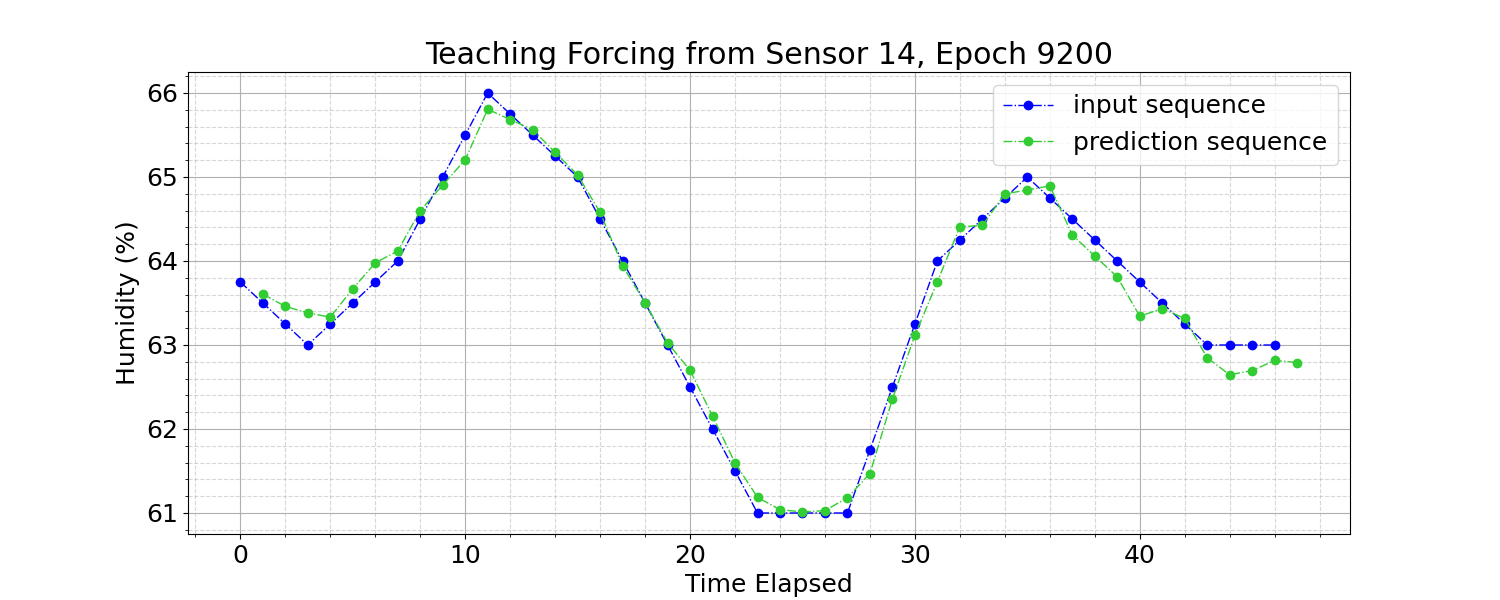 Teaching Forcing from Sensor 14, Epoch 9200
input sequence
prediction sequence
Humidity (%)
66
65
64
63
62
61
0 10 20 30 40
Time Elapsed